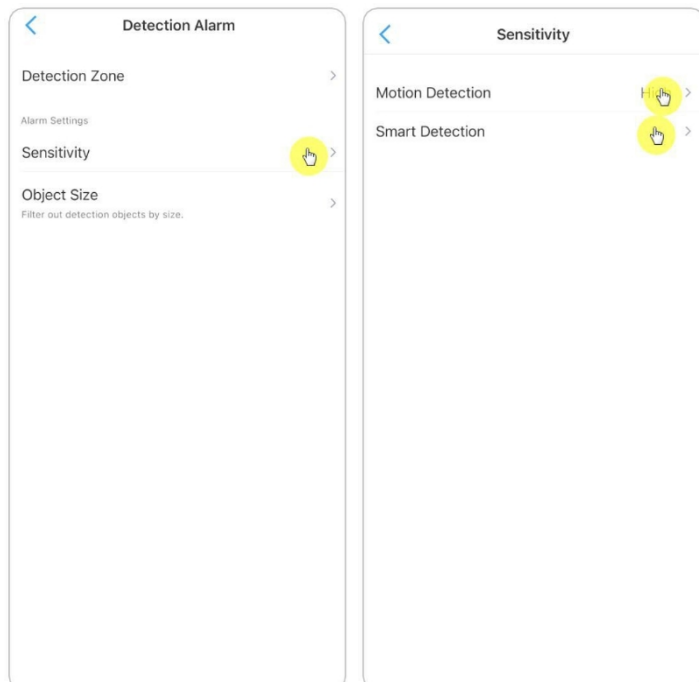 Detection Alarm
Detection Zone
Alarm Settings
Sensitivity
Object Size
Filter out detection objects by size.
Sensitivity
Motion Detection
Smart Detection